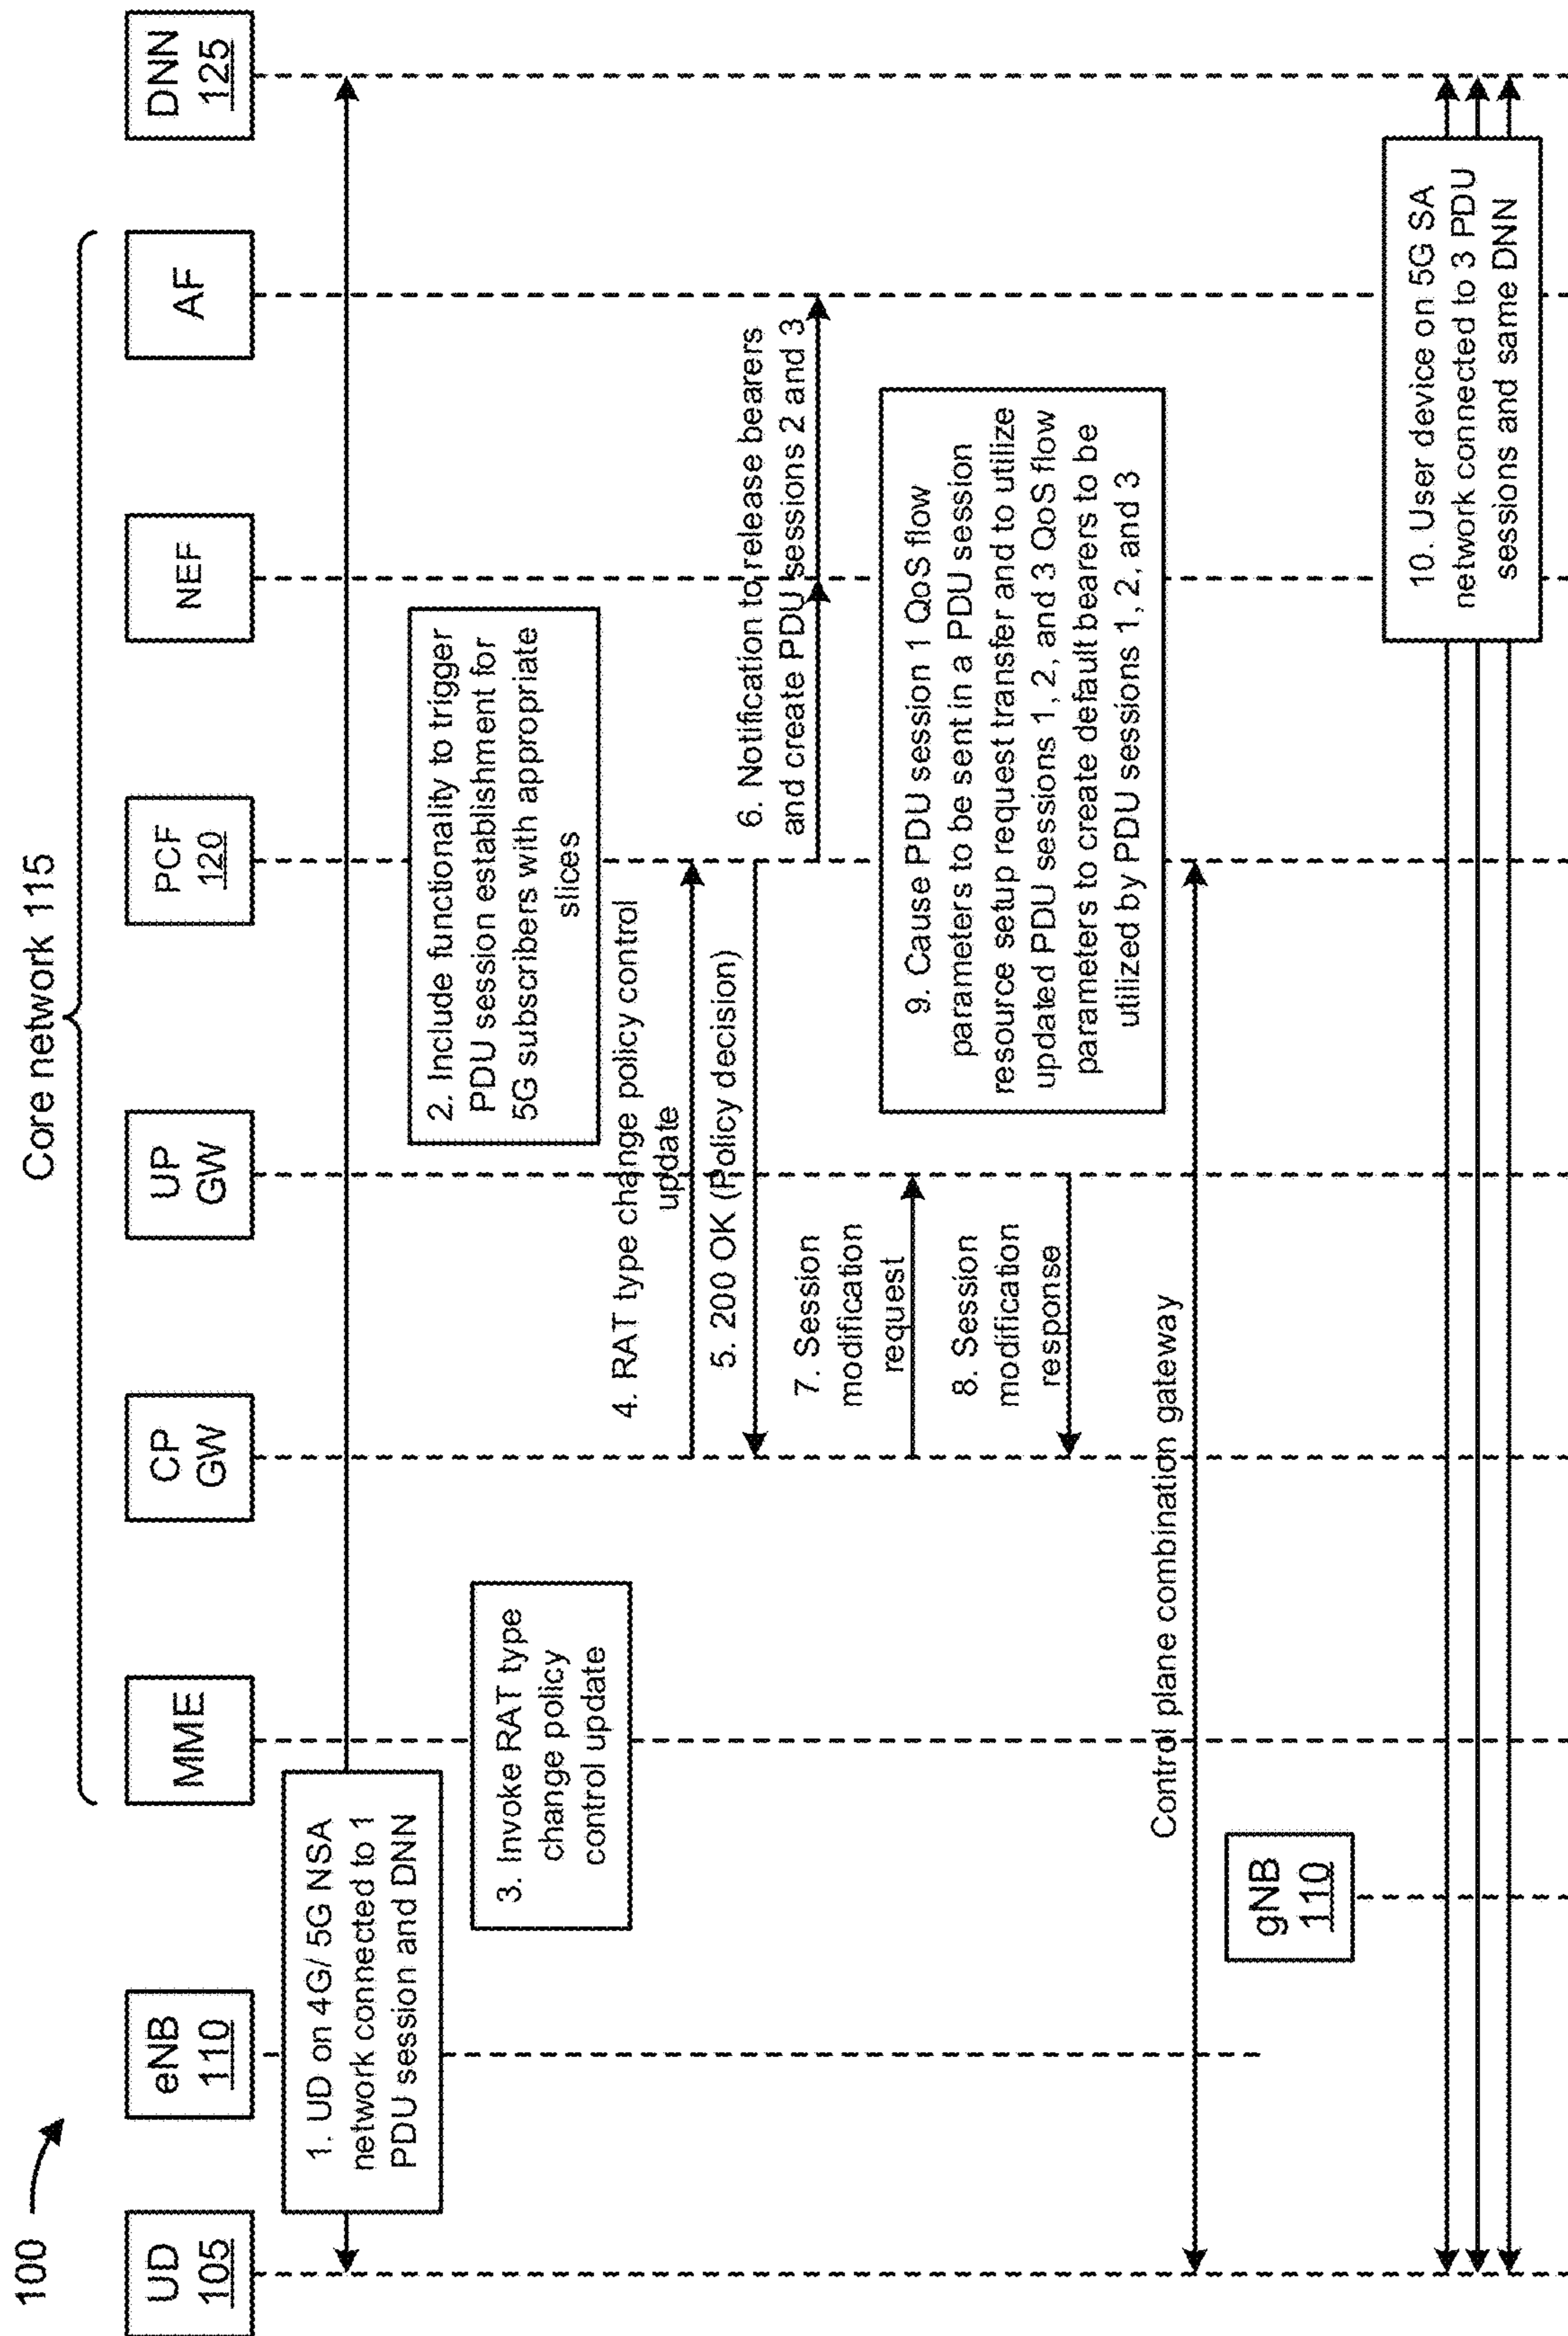 100
Core network 115
UD
105
eNB
110
MME
CP
GW
UP
GW
PCF
120
NEF
AF
DNN
125
1. UD on 4G/ 5G NSA
network connected to 1
PDU session and DNN
2. Include functionality to trigger
PDU session establishment for
5G subscribers with appropriate
slices
3. Invoke RAT type
change policy
control update
4. RAT type change policy control
update
5. 200 OK (Policy decision)
6. Notification to release bearers
and create PDU sessions 2 and 3
7. Session
modification
request
8. Session
modification
response
9. Cause PDU session 1 QoS flow
parameters to be sent in a PDU session
resource setup request transfer and to utilize
updated PDU sessions 1, 2, and 3 QoS flow
parameters to create default bearers to be
utilized by PDU sessions 1, 2, and 3
Control plane combination gateway
gNB
110
10. User device on 5G SA
network connected to 3 PDU
sessions and same DNN